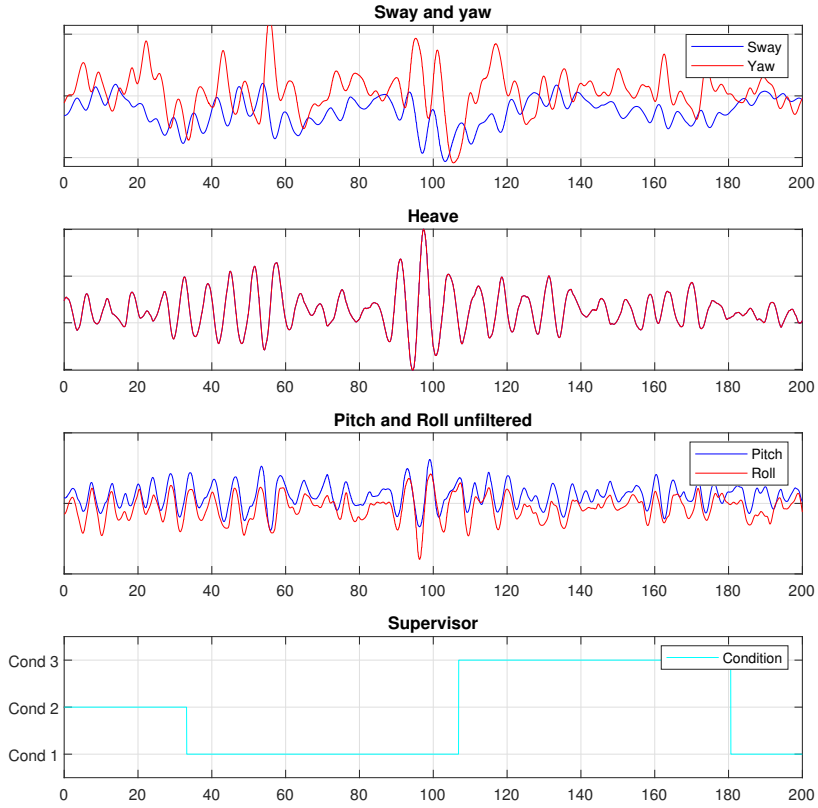 Sway and yaw
Sway
Yaw
0 20 40 60 80 100 120 140 160 180 200
Heave
0 20 40 60 80 100 120 140 160 180 200
Pitch and Roll unfiltered
Pitch
Roll
0 20 40 60 80 100 120 140 160 180 200
Supervisor
Cond 3
Condition
Cond 2
Cond 1
0 20 40 60 80 100 120 140 160 180 200